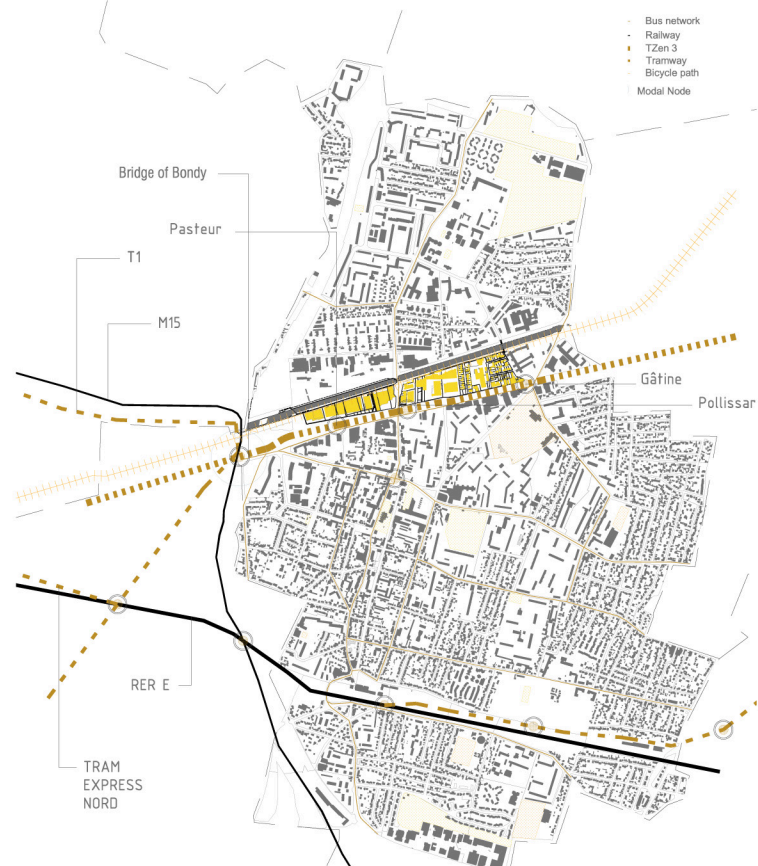 Bus network
Railway
TZen 3
Tramway
Bicycle path
Modal Node
Bridge of Bondy
Pasteur
T1
M15
Gâtine
Pollissar
RER E
TRAM
EXPRESS
NORD